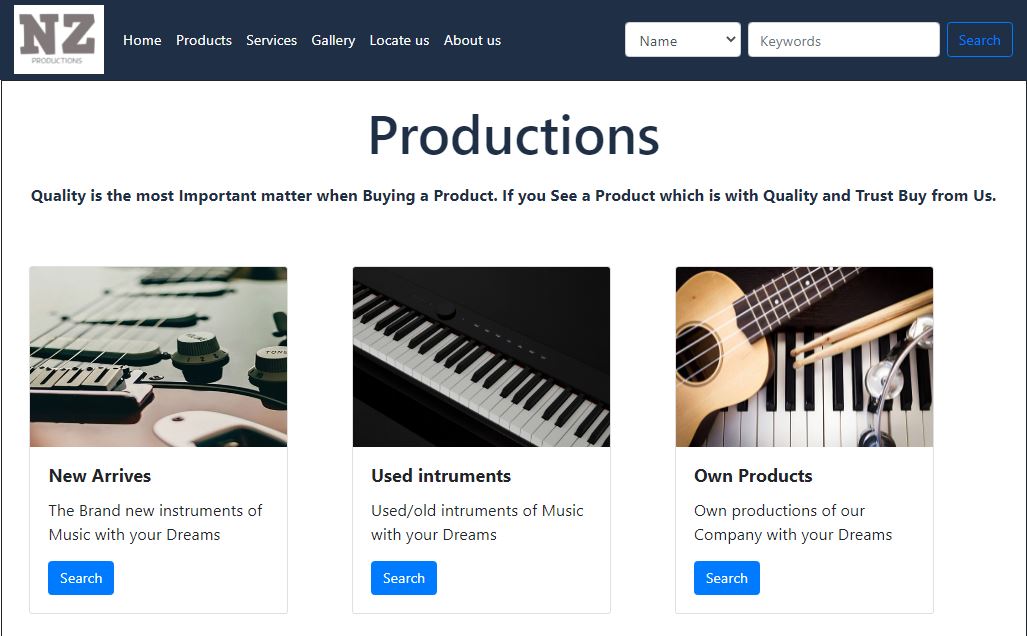 NZ
PRODUCTIONS
Home Products Services Gallery Locate us About us Name Keywords Search
Productions
Quality is the most Important matter when Buying a Product. If you See a Product which is with Quality and Trust Buy from Us.
VOLUME
TONE
New Arrives
The Brand new instruments of
Music with your Dreams
Search
Used intruments
Used/old intruments of Music
with your Dreams
Search
Own Products
Own productions of our
Company with your Dreams
Search